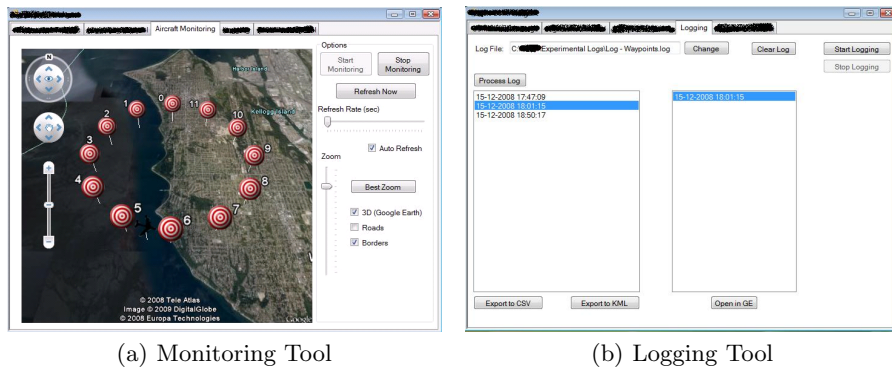 Aircraft Monitoring
Options
Start Monitoring
Stop Monitoring
Refresh Now
Refresh Rate (sec)
Auto Refresh
Zoom
Best Zoom
3D (Google Earth)
Roads
Borders
N
Harbor Island
Kellogg Island
0
1
11
2
10
3
9
4
8
5
7
6
© 2008 Tele Atlas
Image © 2009 DigitalGlobe
© 2008 Europa Technologies
Google
(a) Monitoring Tool
Logging
Log File:
C:\
Experimental Logs\Log - Waypoints.log
Change
Clear Log
Start Logging
Stop Logging
Process Log
15-12-2008 17:47:09
15-12-2008 18:01:15
15-12-2008 18:50:17
15-12-2008 18:01:15
Export to CSV
Export to KML
Open in GE
(b) Logging Tool